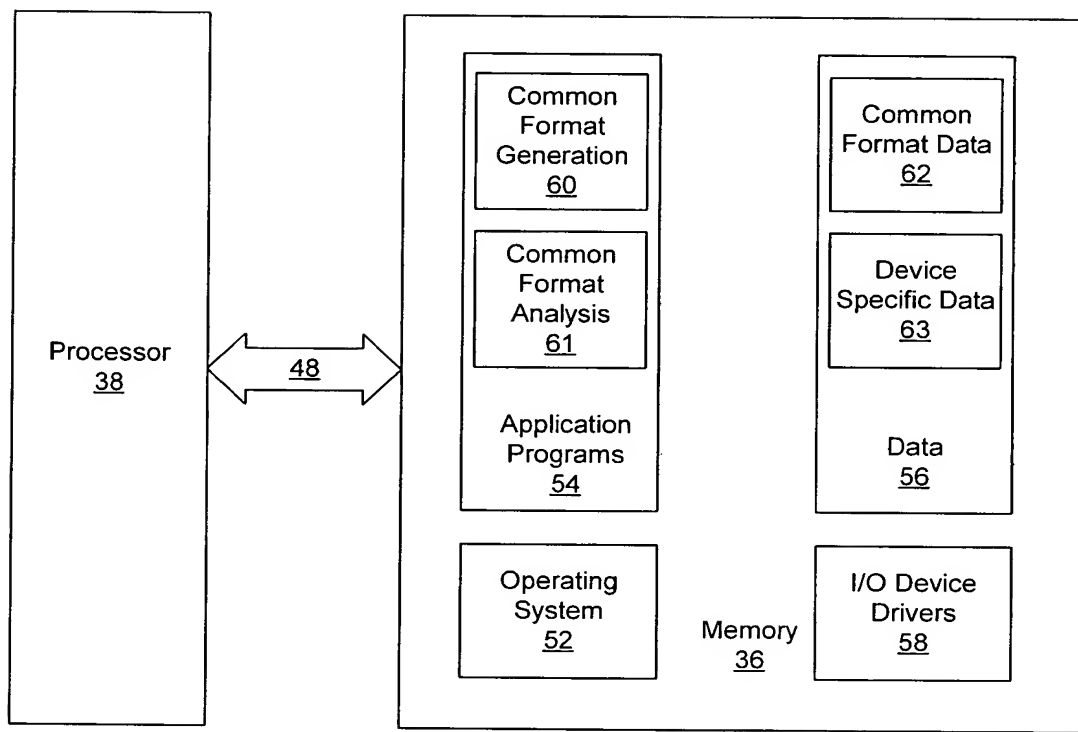 Processor
38
48
Common
Format
Generation
60
Common
Format
Analysis
61
Application
Programs
54
Common
Format Data
62
Device
Specific Data
63
Data
56
Operating
System
52
Memory
36
I/O Device
Drivers
58